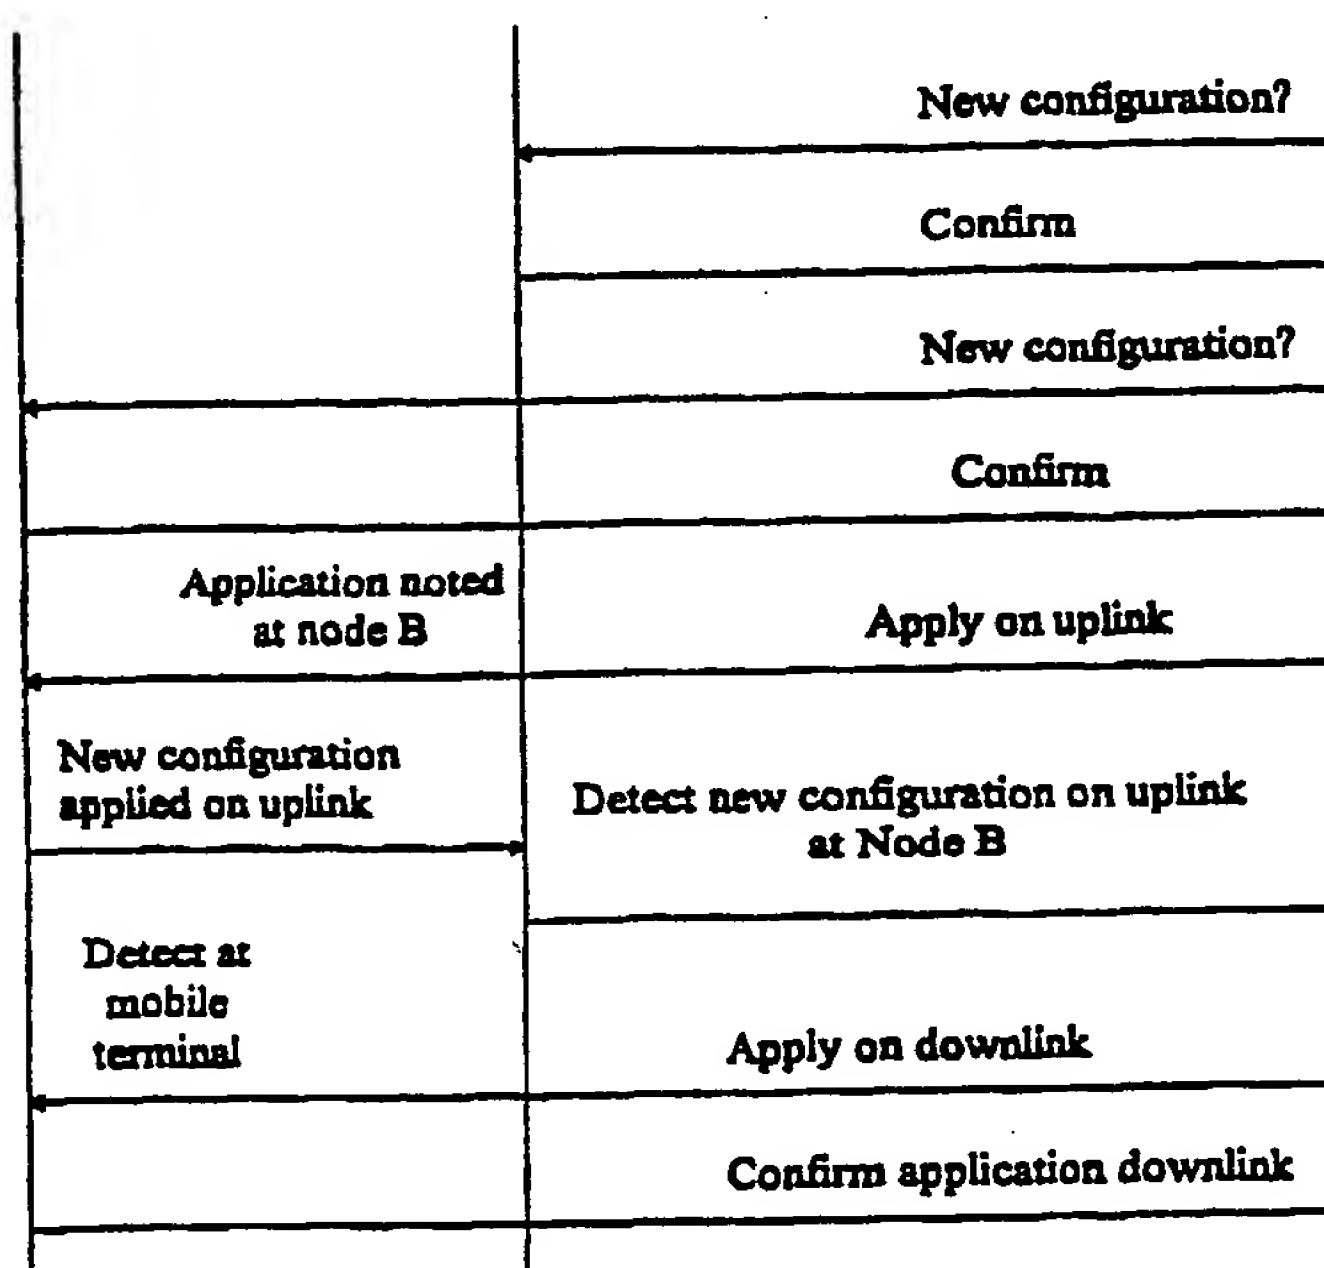 New configuration?
Confirm
New configuration?
Confirm
Application noted
at node B
Apply on uplink
New configuration
applied on uplink
Detect new configuration on uplink
at Node B
Detect at
mobile
terminal
Apply on downlink
Confirm application downlink